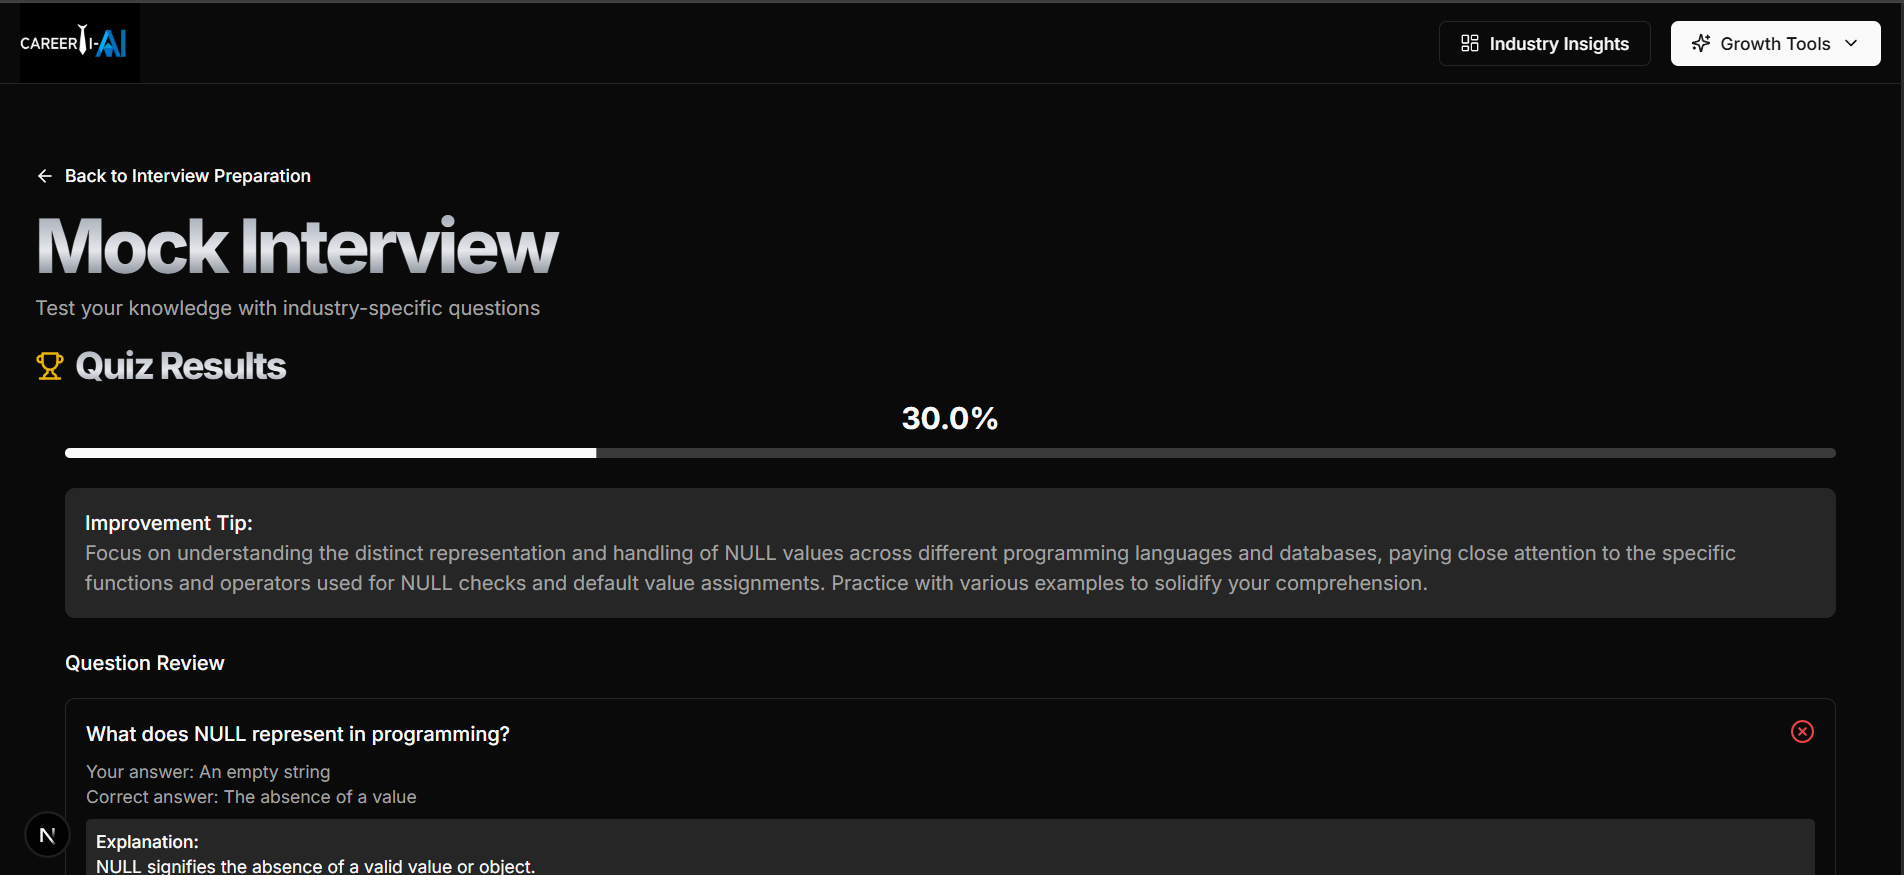 CAREER I-AI
Industry Insights
Growth Tools
Back to Interview Preparation
Mock Interview
Test your knowledge with industry-specific questions
Quiz Results
30.0%
Improvement Tip:
Focus on understanding the distinct representation and handling of NULL values across different programming languages and databases, paying close attention to the specific
functions and operators used for NULL checks and default value assignments. Practice with various examples to solidify your comprehension.
Question Review
What does NULL represent in programming?
Your answer: An empty string
Correct answer: The absence of a value
N
Explanation:
NULL signifies the absence of a valid value or object.